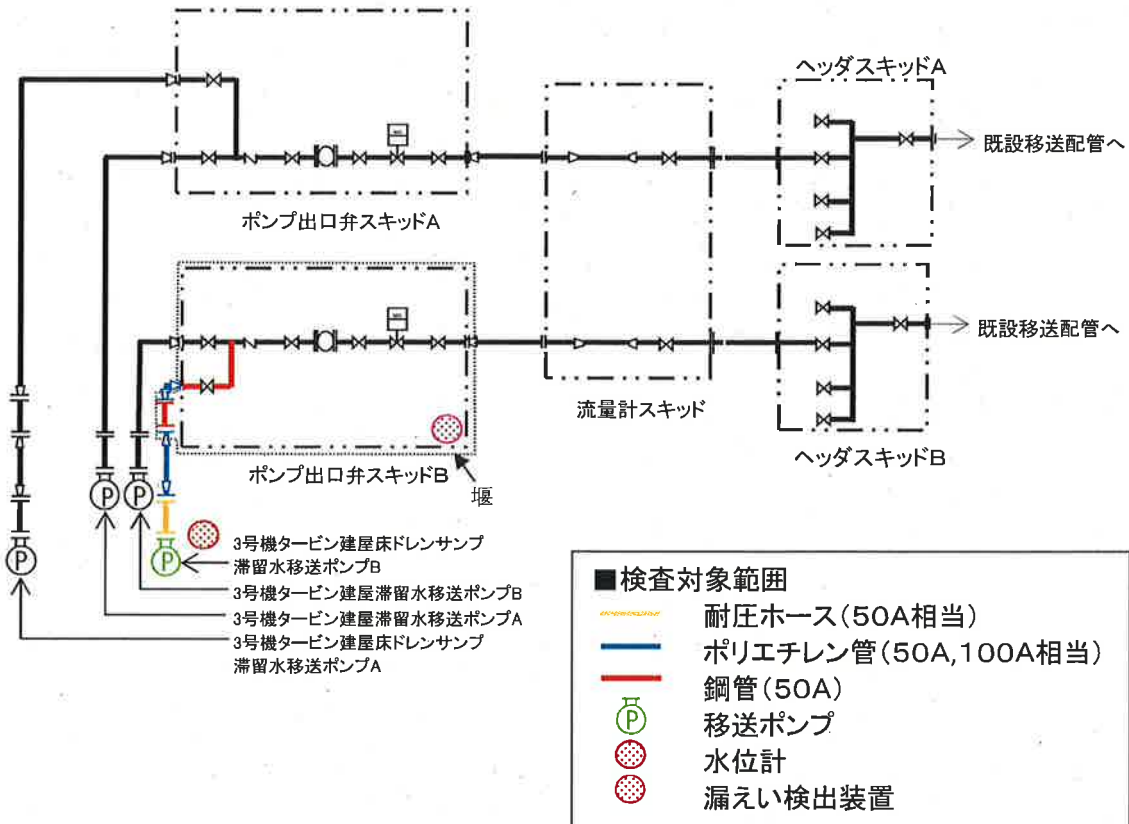 ヘッダスキッドA
既設移送配管へ
ポンプ出口弁スキッドA
既設移送配管へ
流量計スキッド
ヘッダスキッドB
ポンプ出口弁スキッドB
堰
P
P
P
P
3号機タービン建屋床ドレンサンプ
滞留水移送ポンプB
3号機タービン建屋滞留水移送ポンプB
3号機タービン建屋滞留水移送ポンプA
3号機タービン建屋床ドレンサンプ
滞留水移送ポンプA
■検査対象範囲
耐圧ホース(50A相当)
ポリエチレン管(50A,100A相当)
鋼管(50A)
P
移送ポンプ
水位計
漏えい検出装置